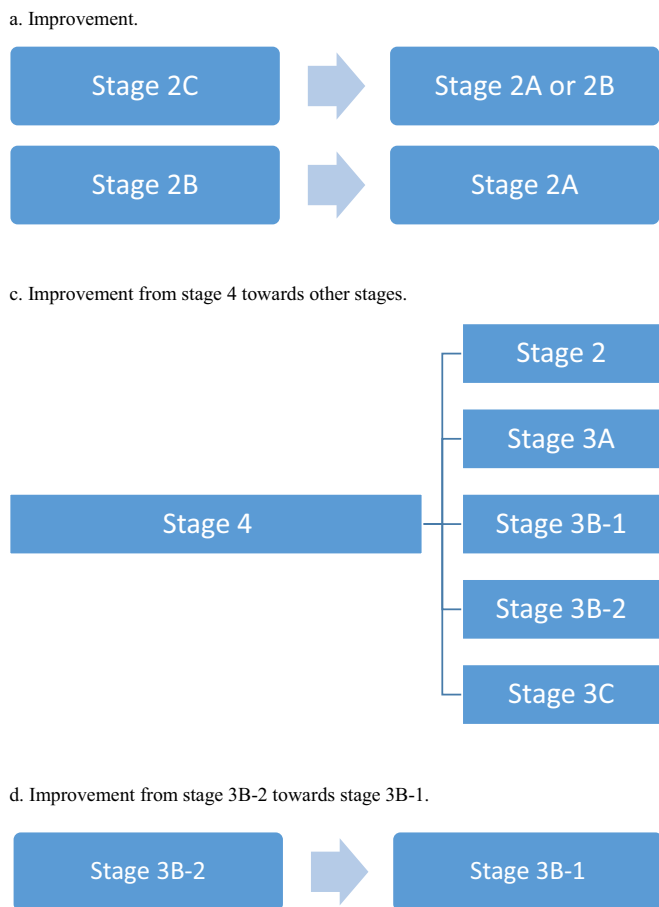 a. Improvement.
Stage 2C
Stage 2A or 2B
Stage 2B
Stage 2A
c. Improvement from stage 4 towards other stages.
Stage 4
Stage 2
Stage 3A
Stage 3B-1
Stage 3B-2
Stage 3C
d. Improvement from stage 3B-2 towards stage 3B-1.
Stage 3B-2
Stage 3B-1